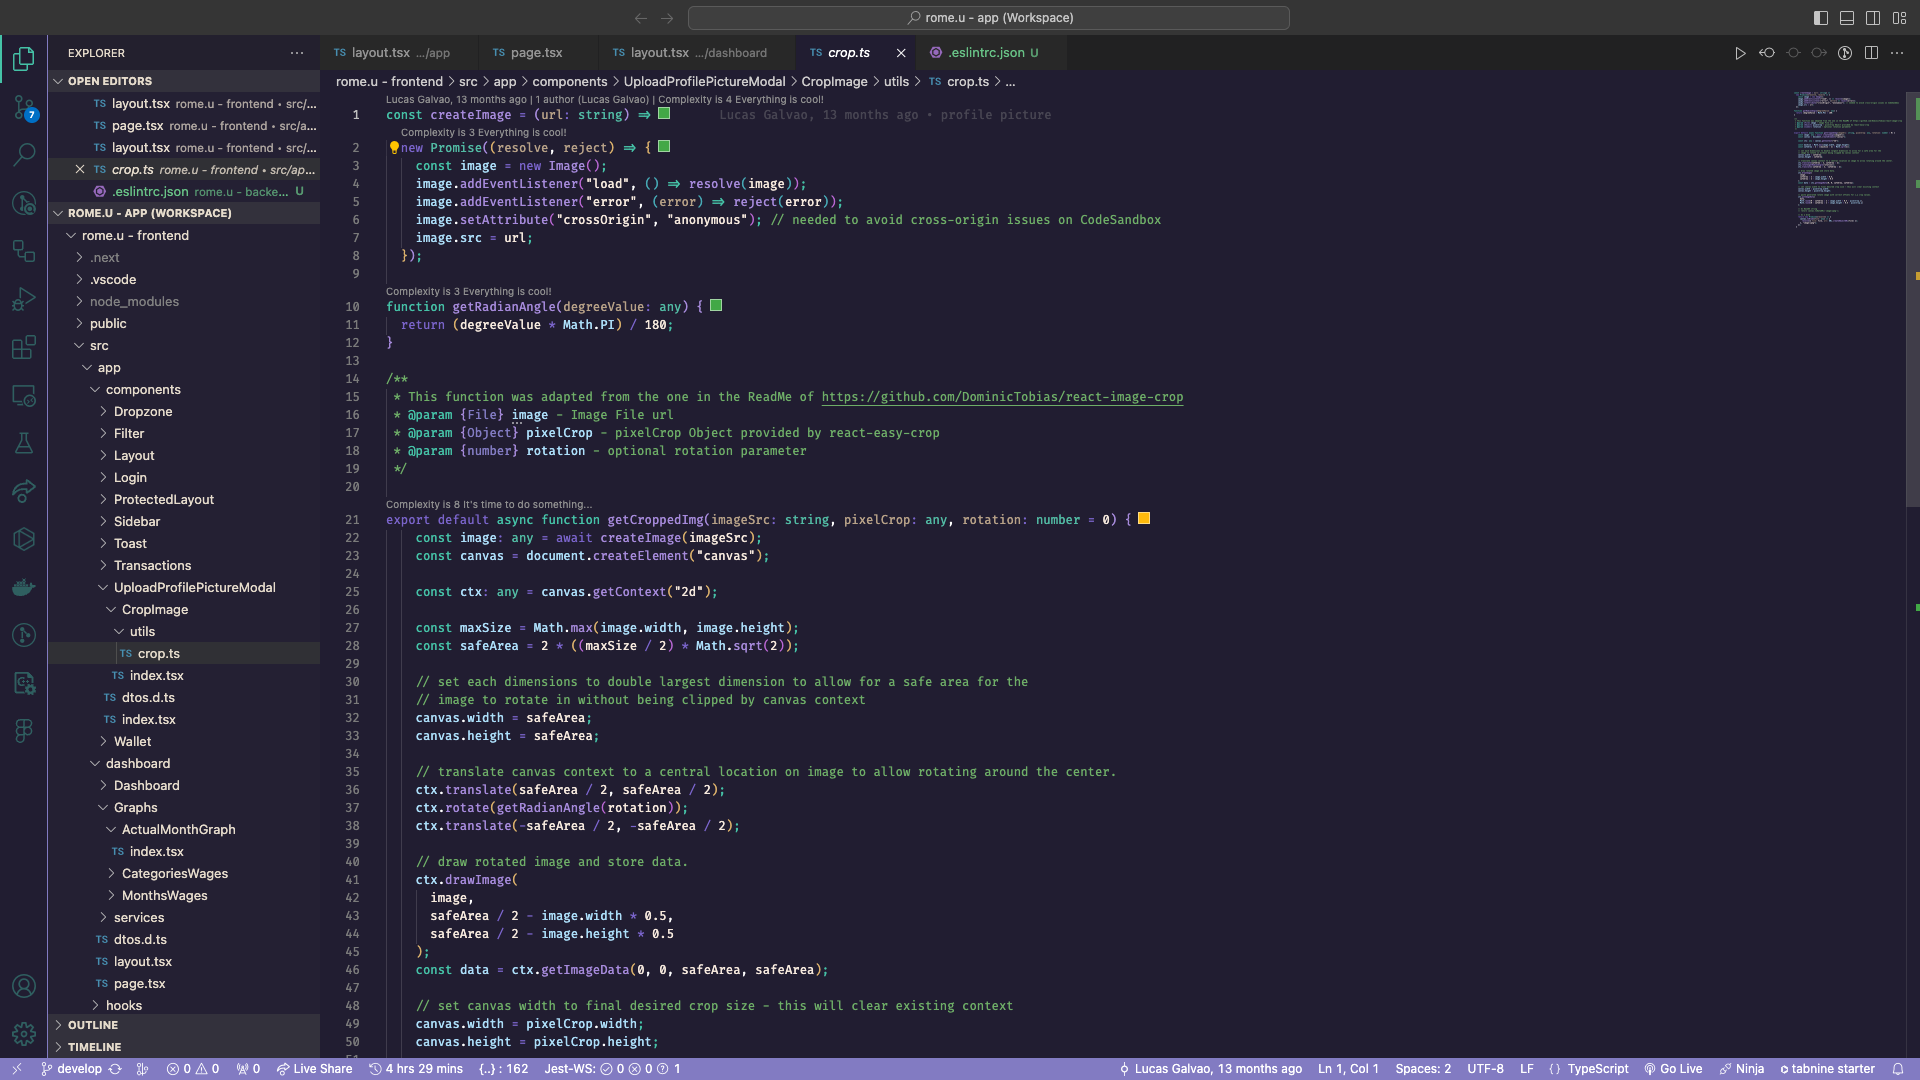 rome.u - app (Workspace)
EXPLORER
OPEN EDITORS
TS layout.tsx rome.u - frontend • src/...
TS page.tsx rome.u - frontend • src/a...
TS layout.tsx rome.u - frontend • src/...
TS crop.ts rome.u - frontend • src/ap...
.eslintrc.json rome.u - backe... U
ROME.U - APP (WORKSPACE)
rome.u - frontend
.next
.vscode
node_modules
public
src
app
components
Dropzone
Filter
Layout
Login
ProtectedLayout
Sidebar
Toast
Transactions
UploadProfilePictureModal
CropImage
utils
TS crop.ts
TS index.tsx
TS dtos.d.ts
TS index.tsx
Wallet
dashboard
Dashboard
Graphs
ActualMonthGraph
TS index.tsx
CategoriesWages
MonthsWages
services
TS dtos.d.ts
TS layout.tsx
TS page.tsx
hooks
OUTLINE
TIMELINE
7
TS layout.tsx .../app
TS page.tsx
TS layout.tsx .../dashboard
TS crop.ts
.eslintrc.json U
rome.u - frontend > src > app > components > UploadProfilePictureModal > CropImage > utils > TS crop.ts > ...
Lucas Galvao, 13 months ago | 1 author (Lucas Galvao) | Complexity is 4 Everything is cool!
1 const createImage = (url: string) => Lucas Galvao, 13 months ago • profile picture
Complexity is 3 Everything is cool!
2 new Promise((resolve, reject) => {
3 const image = new Image();
4 image.addEventListener("load", () => resolve(image));
5 image.addEventListener("error", (error) => reject(error));
6 image.setAttribute("crossOrigin", "anonymous"); // needed to avoid cross-origin issues on CodeSandbox
7 image.src = url;
8 });
9
Complexity is 3 Everything is cool!
10 function getRadianAngle(degreeValue: any) {
11 return (degreeValue * Math.PI) / 180;
12 }
13
14 /**
15 * This function was adapted from the one in the ReadMe of https://github.com/DominicTobias/react-image-crop
16 * @param {File} image - Image File url
17 * @param {Object} pixelCrop - pixelCrop Object provided by react-easy-crop
18 * @param {number} rotation - optional rotation parameter
19 */
20
Complexity is 8 It's time to do something...
21 export default async function getCroppedImg(imageSrc: string, pixelCrop: any, rotation: number = 0) {
22 const image: any = await createImage(imageSrc);
23 const canvas = document.createElement("canvas");
24
25 const ctx: any = canvas.getContext("2d");
26
27 const maxSize = Math.max(image.width, image.height);
28 const safeArea = 2 * ((maxSize / 2) * Math.sqrt(2));
29
30 // set each dimensions to double largest dimension to allow for a safe area for the
31 // image to rotate in without being clipped by canvas context
32 canvas.width = safeArea;
33 canvas.height = safeArea;
34
35 // translate canvas context to a central location on image to allow rotating around the center.
36 ctx.translate(safeArea / 2, safeArea / 2);
37 ctx.rotate(getRadianAngle(rotation));
38 ctx.translate(-safeArea / 2, -safeArea / 2);
39
40 // draw rotated image and store data.
41 ctx.drawImage(
42 image,
43 safeArea / 2 - image.width * 0.5,
44 safeArea / 2 - image.height * 0.5
45 );
46 const data = ctx.getImageData(0, 0, safeArea, safeArea);
47
48 // set canvas width to final desired crop size - this will clear existing context
49 canvas.width = pixelCrop.width;
50 canvas.height = pixelCrop.height;
develop 0 0 0 Live Share 4 hrs 29 mins {..} : 162 Jest-WS: 0 0 1 Lucas Galvao, 13 months ago Ln 1, Col 1 Spaces: 2 UTF-8 LF {} TypeScript Go Live Ninja tabnine starter